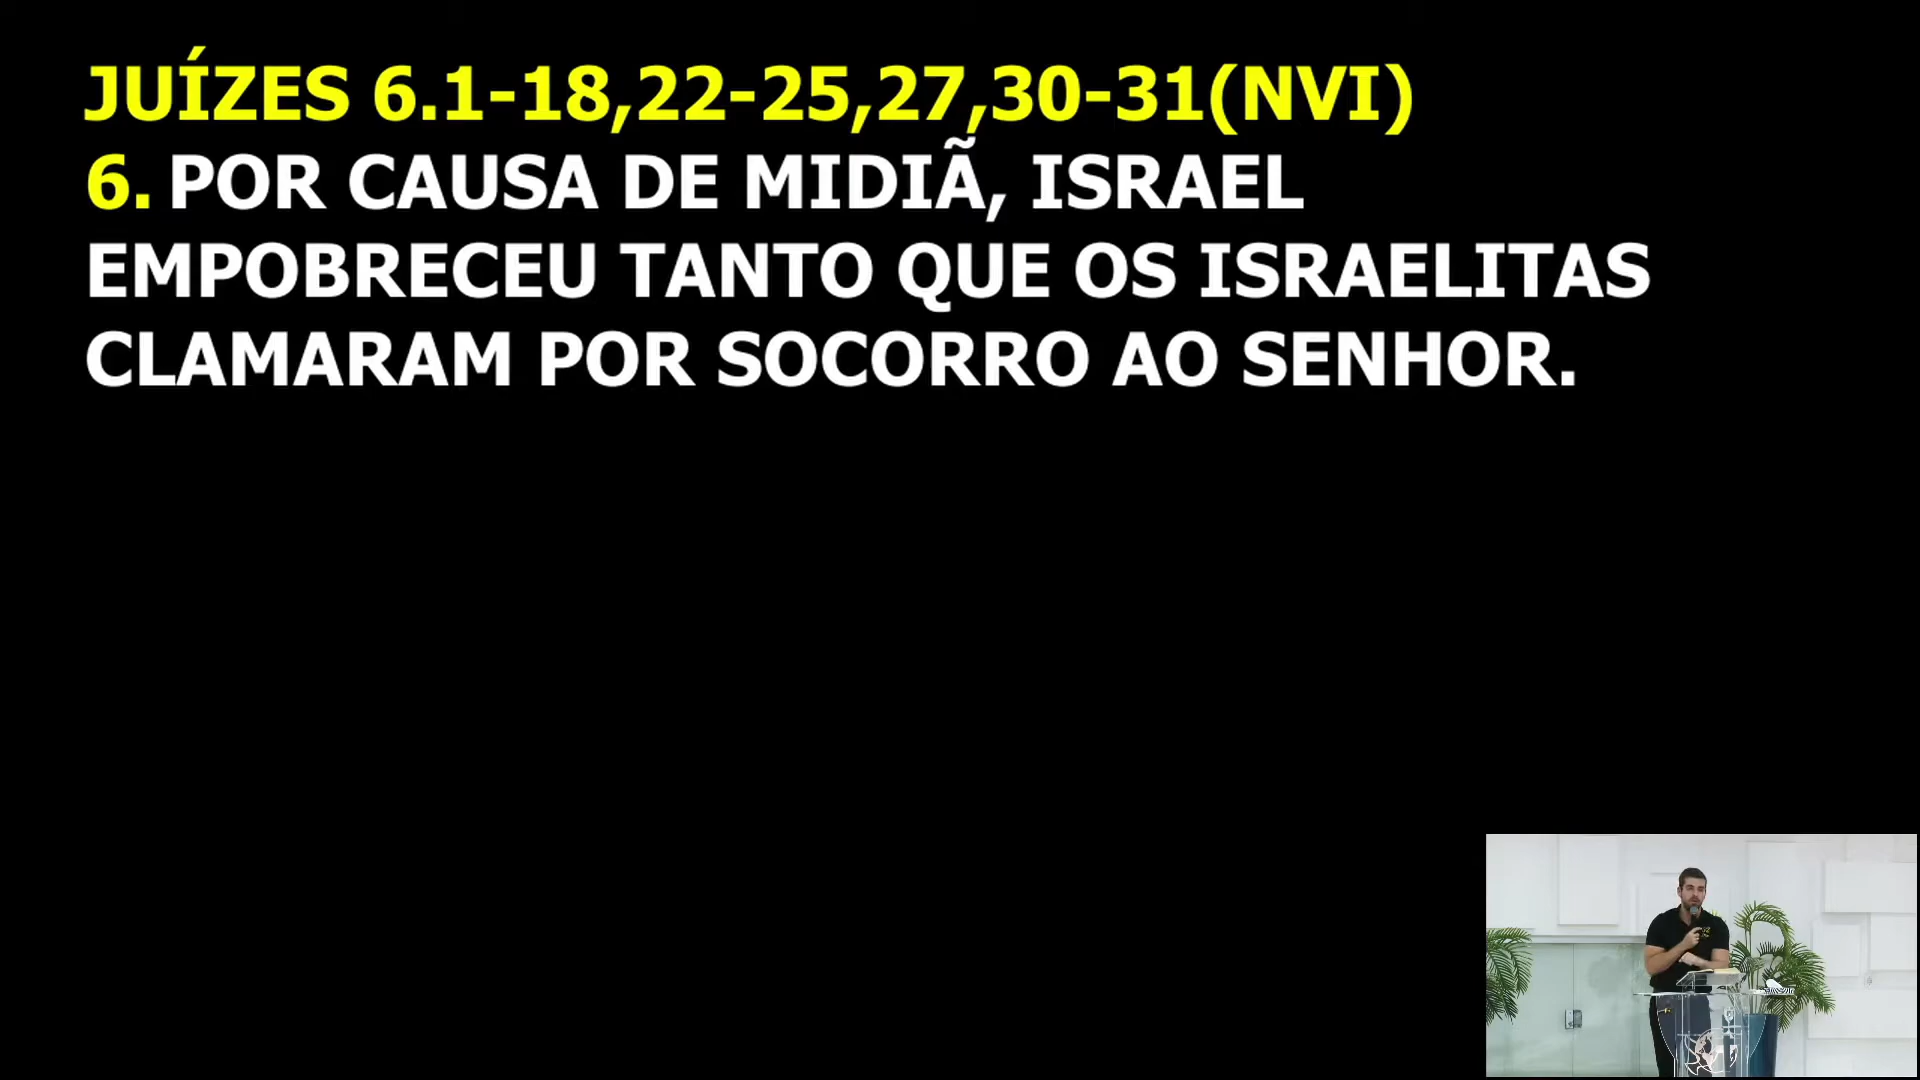 JUÍZES 6.1-18,22-25,27,30-31(NVI)
6. POR CAUSA DE MIDIÃ, ISRAEL
EMPOBRECEU TANTO QUE OS ISRAELITAS
CLAMARAM POR SOCORRO AO SENHOR.